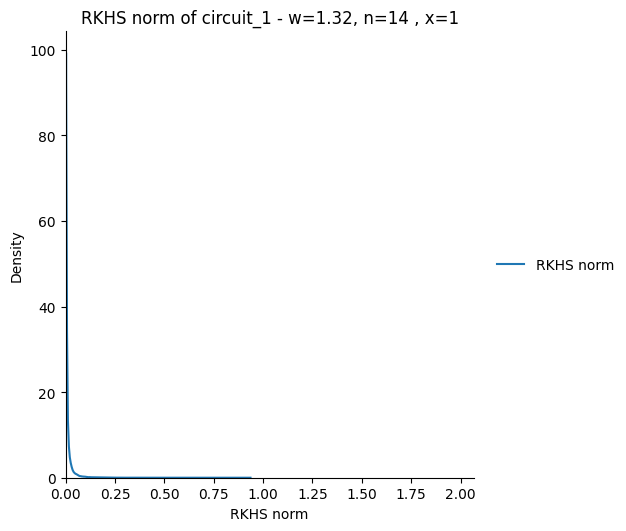 RKHS norm of circuit_1 - w=1.32, n=14 , x=1
100
80
60
40
20
0
Density
0.00 0.25 0.50 0.75 1.00 1.25 1.50 1.75 2.00
RKHS norm
RKHS norm